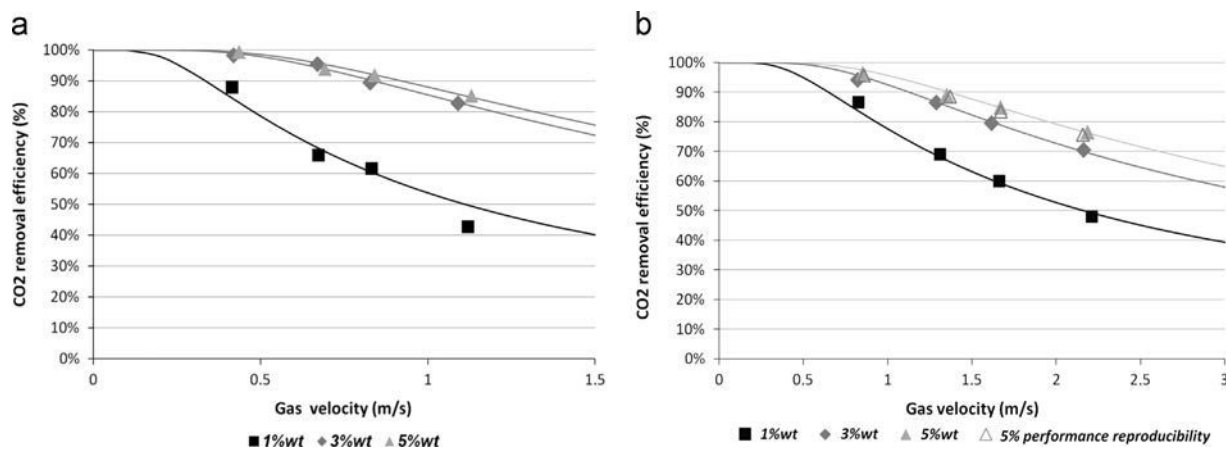 a
100%
90%
80%
70%
60%
50%
40%
30%
20%
10%
0%
CO2 removal efficiency (%)
0 0.5 1 1.5
Gas velocity (m/s)
1%wt 3%wt 5%wt
b
100%
90%
80%
70%
60%
50%
40%
30%
20%
10%
0%
CO2 removal efficiency (%)
0 0.5 1 1.5 2 2.5 3
Gas velocity (m/s)
1%wt 3%wt 5%wt 5% performance reproducibility